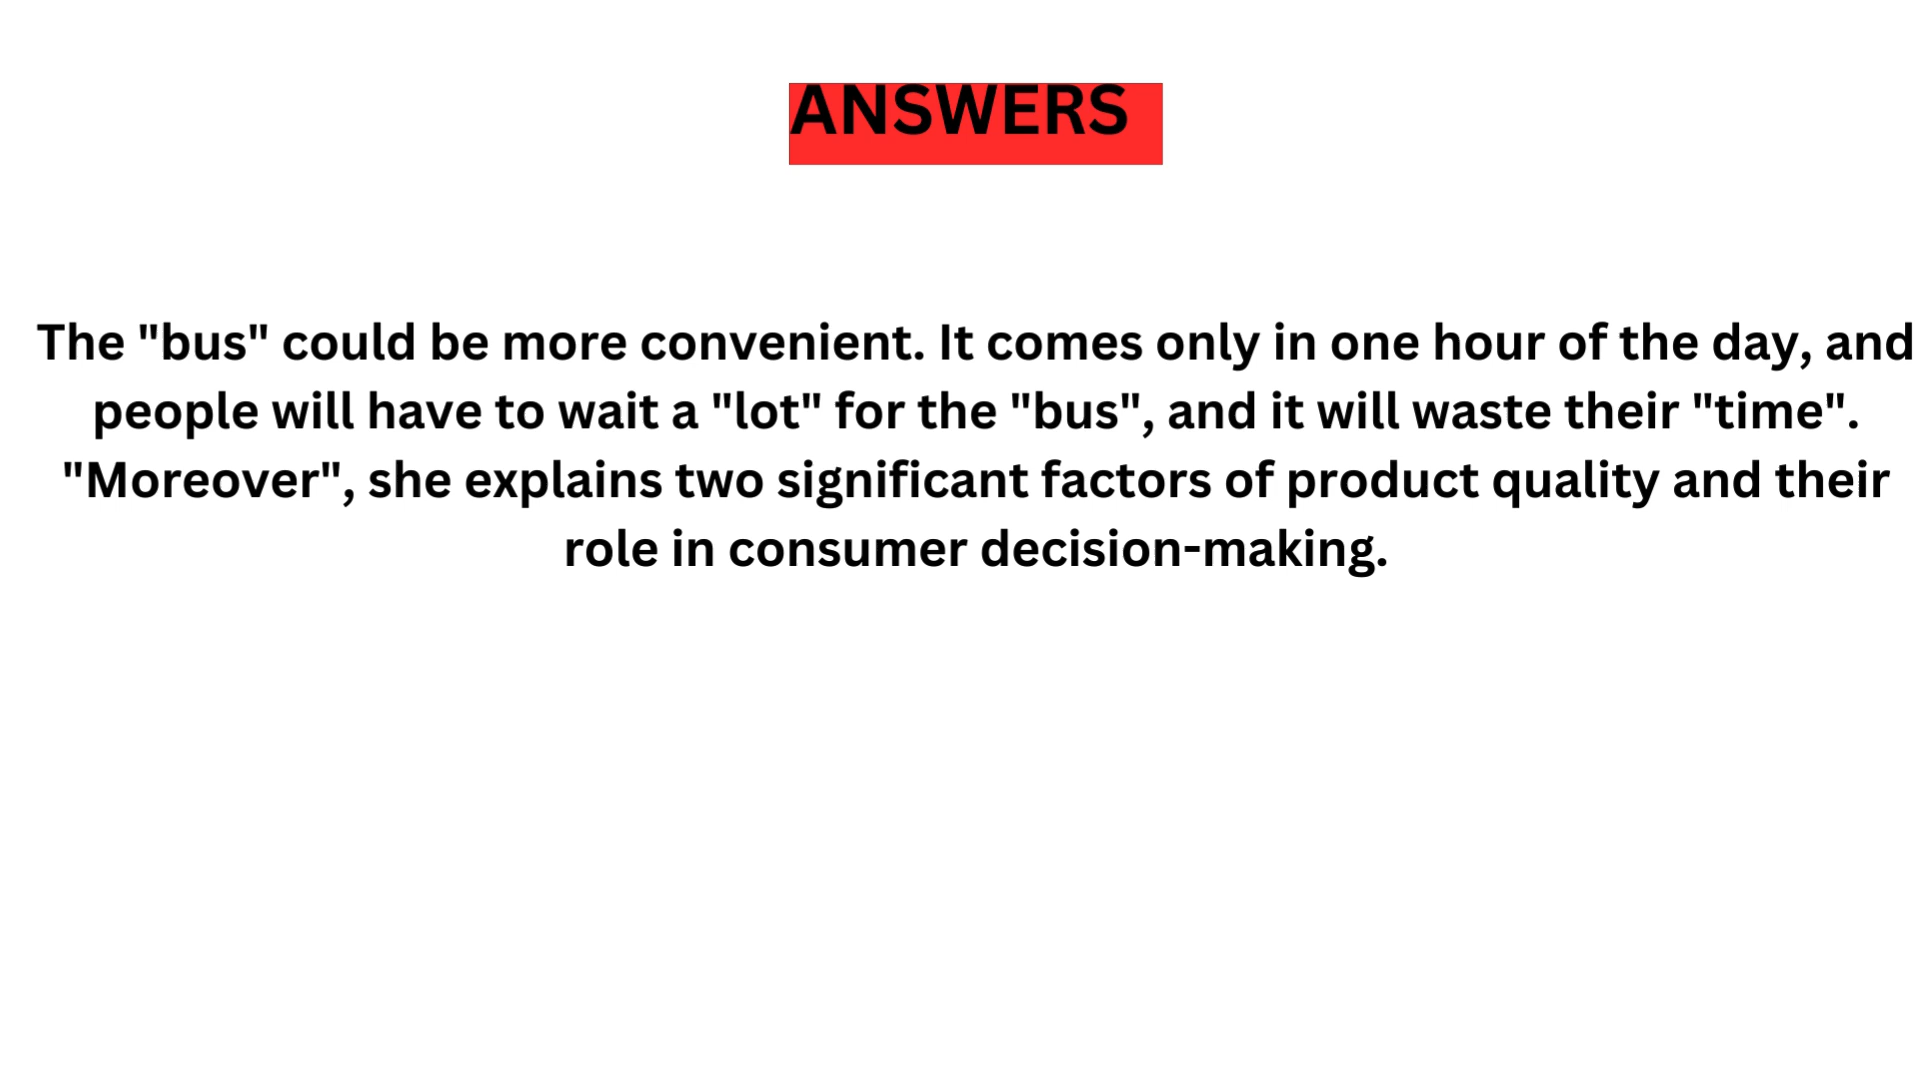 ANSWERS
The "bus" could be more convenient. It comes only in one hour of the day, and
people will have to wait a "lot" for the "bus", and it will waste their "time".
"Moreover", she explains two significant factors of product quality and their
role in consumer decision-making.